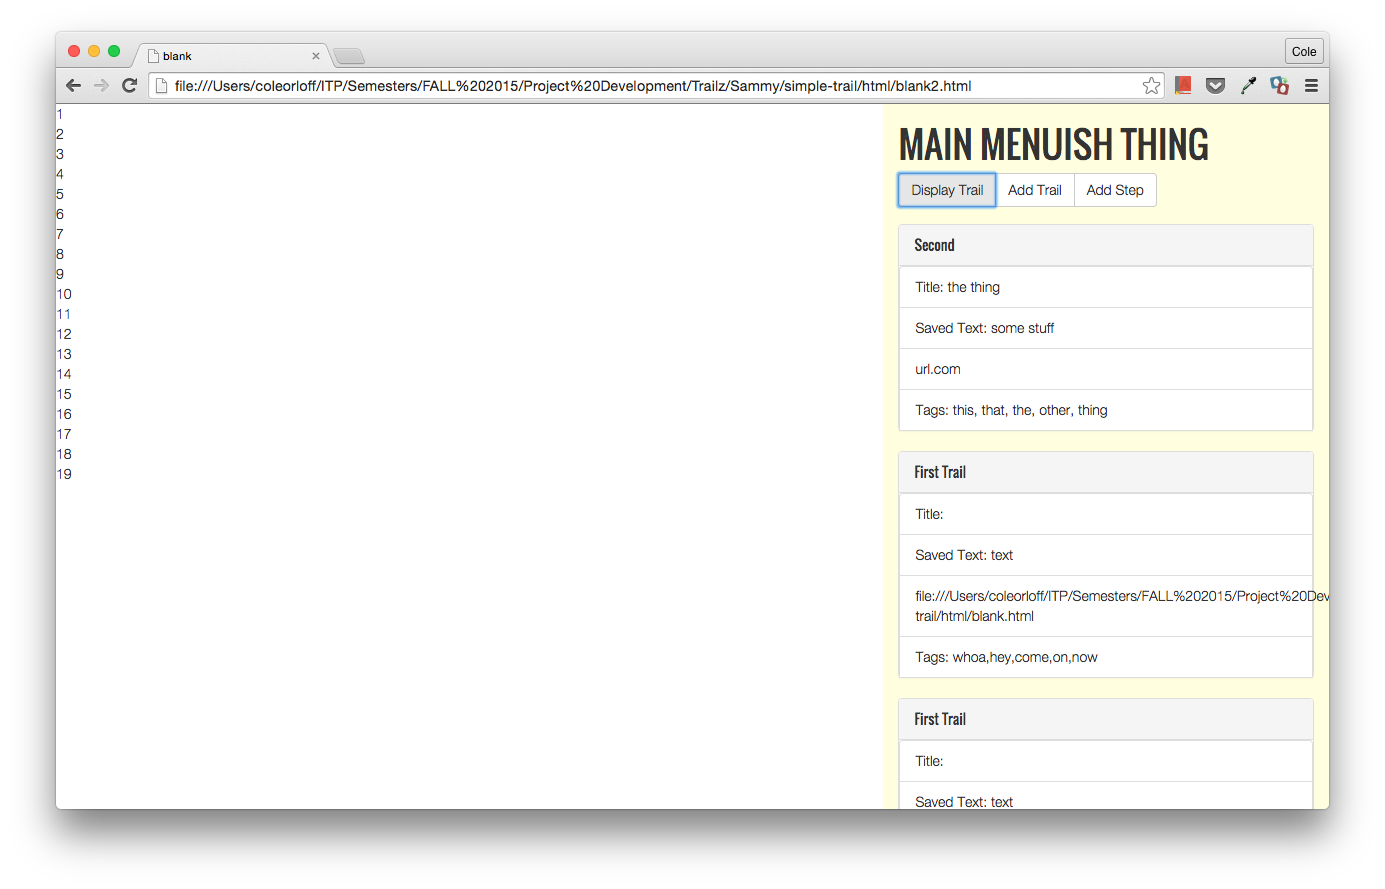 blank
Cole
file:///Users/coleorloff/ITP/Semesters/FALL%202015/Project%20Development/Trailz/Sammy/simple-trail/html/blank2.html
1
2
3
4
5
6
7
8
9
10
11
12
13
14
15
16
17
18
19
MAIN MENUISH THING
Display Trail Add Trail Add Step
Second
Title: the thing
Saved Text: some stuff
url.com
Tags: this, that, the, other, thing
First Trail
Title:
Saved Text: text
file:///Users/coleorloff/ITP/Semesters/FALL%202015/Project%20Dev
trail/html/blank.html
Tags: whoa,hey,come,on,now
First Trail
Title:
Saved Text: text